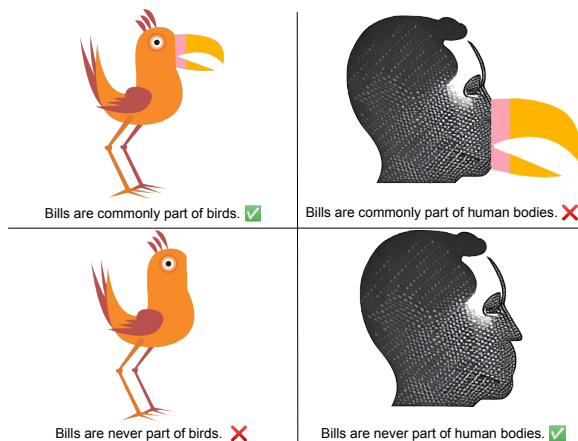 Bills are commonly part of birds. ✅
Bills are commonly part of human bodies. ❌
Bills are never part of birds. ❌
Bills are never part of human bodies. ✅